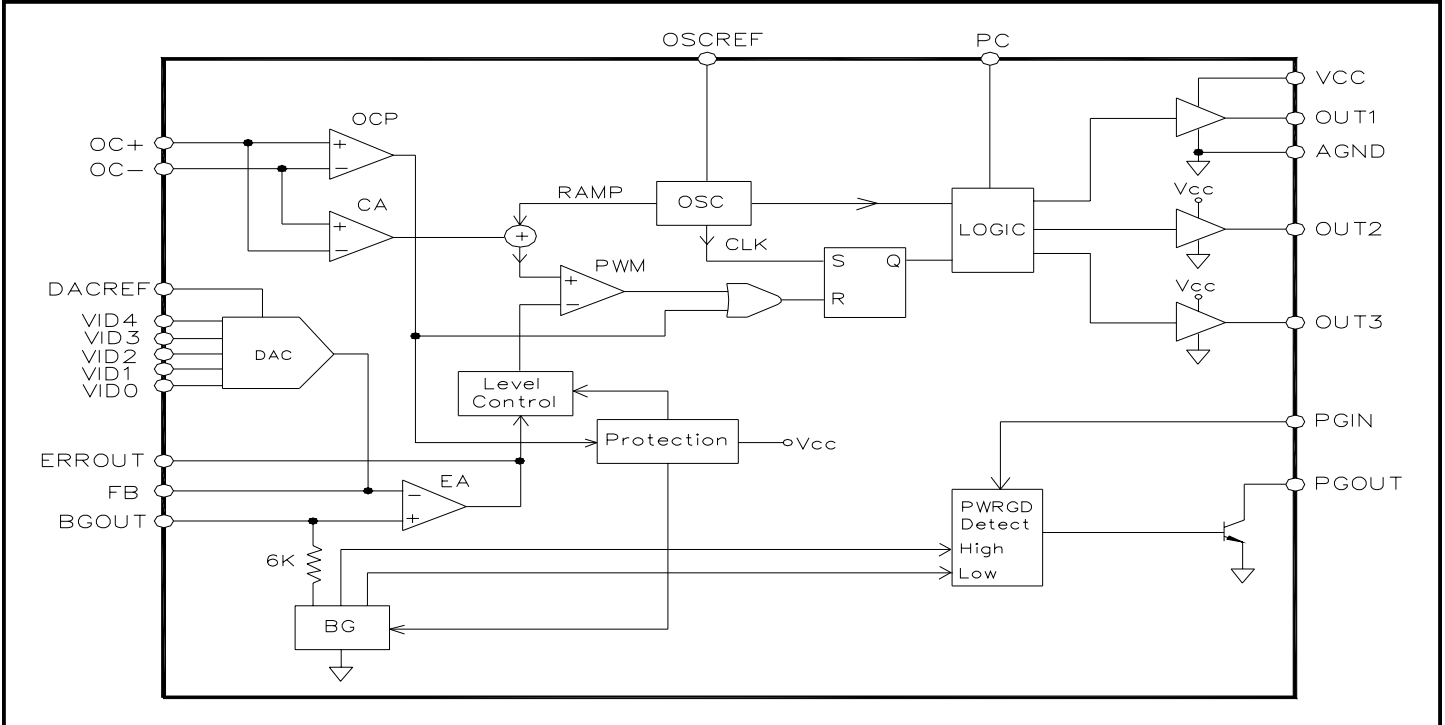 OSCREF
PC
VCC
OCP
OUT1
OC+
AGND
OC−
+
−
RAMP
OSC
Vcc
CA
+
−
+
LOGIC
OUT2
CLK
PWM
+
−
S
Q
R
DACREF
Vcc
VID4
VID3
VID2
VID1
VID0
DAC
OUT3
Level
Control
Protection
Vcc
PGIN
ERROUT
FB
BGOUT
EA
−
+
PGOUT
PWRGD
Detect
High
Low
6K
BG